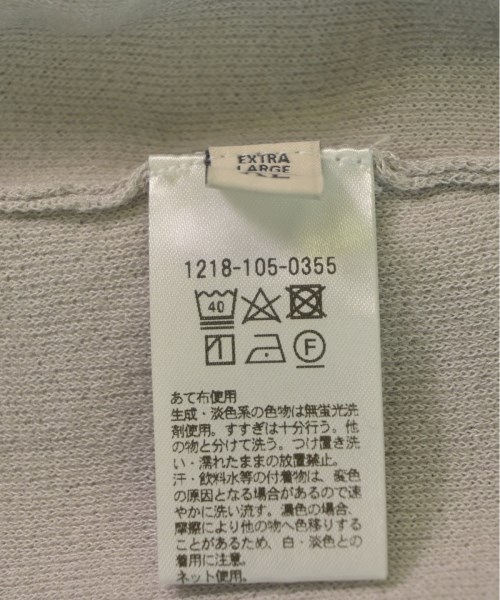 EXTRA
LARGE
1218-105-0355
40
F
あて布使用
生成・淡色系の色物は無蛍光洗
剤使用。すすぎは十分行う。他
の物と分けて洗う。つけ置き洗
い・濡れたままの放置禁止。
汗・飲料水等の付着物は、変色
の原因となる場合があるので速
やかに洗い流す。濃色の場合、
摩擦により他の物へ色移りする
ことがあるため、白・淡色との
着用に注意。
ネット使用。